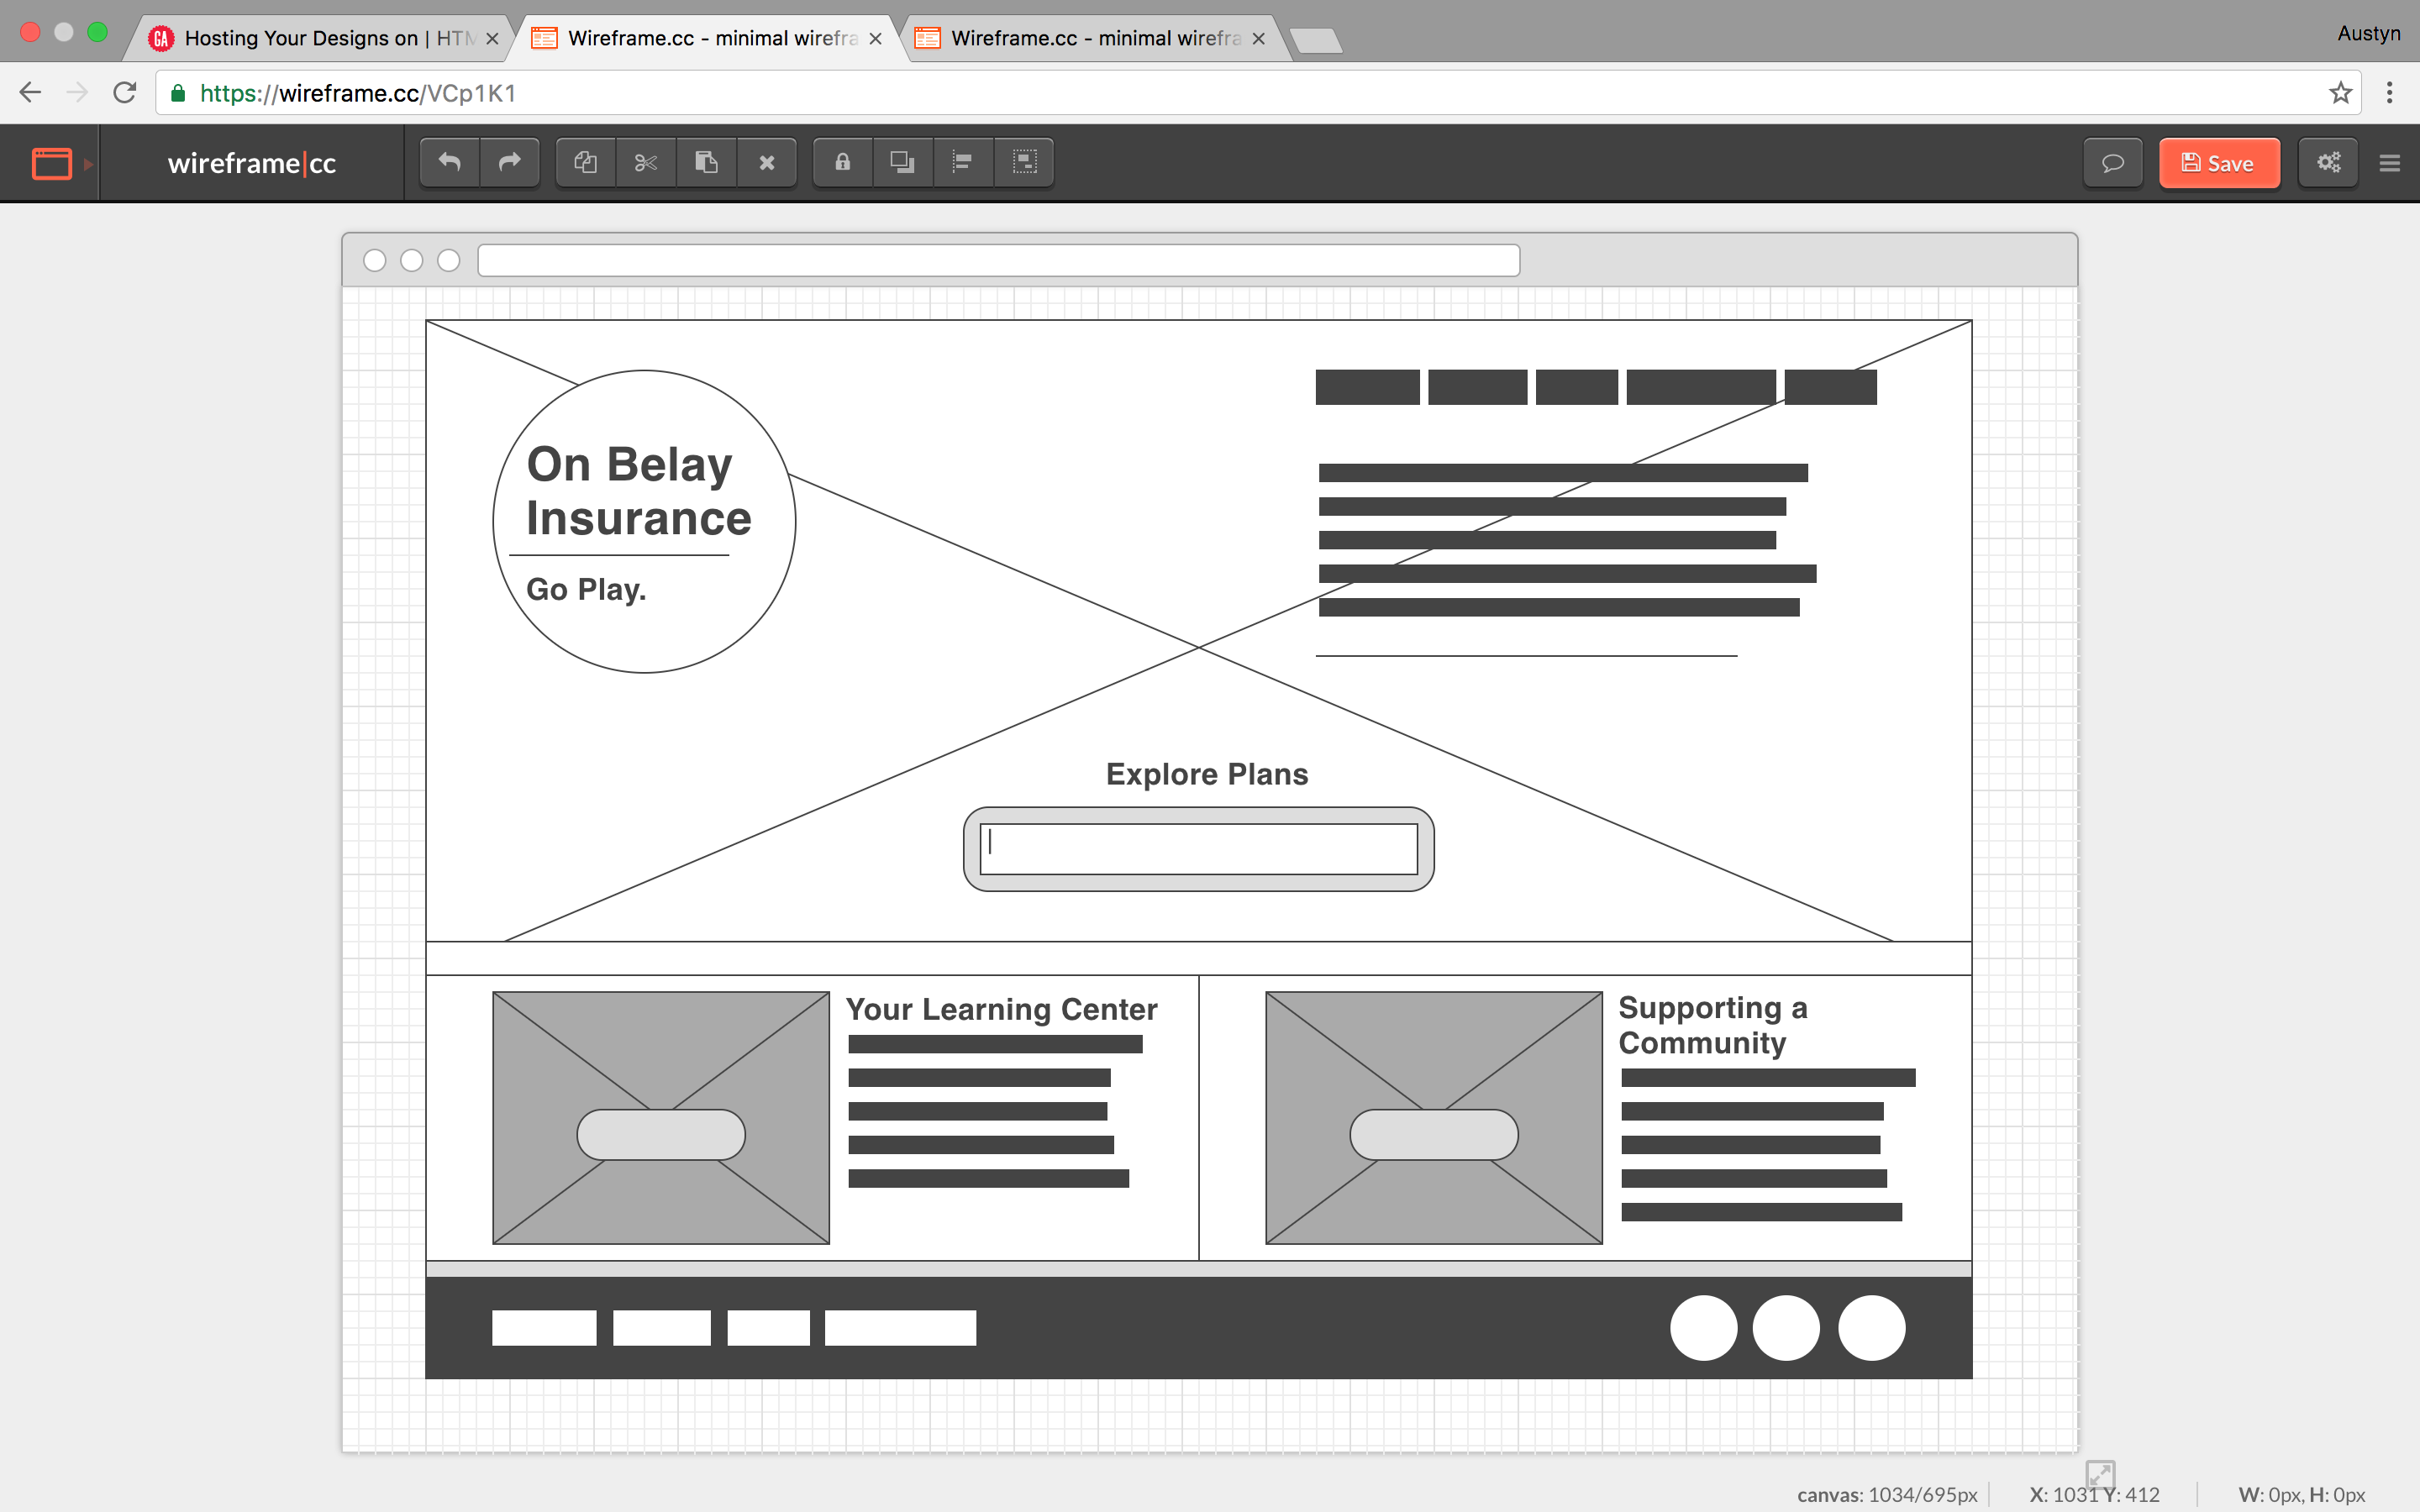 Hosting Your Designs on | HTM
Wireframe.cc - minimal wirefra
Wireframe.cc - minimal wirefra
Austyn
https://wireframe.cc/VCp1K1
wireframe|cc
Save
On Belay
Insurance
Go Play.
Explore Plans
Your Learning Center
Supporting a
Community
canvas: 1034/695px
X: 1031 Y: 412
W: 0px, H: 0px
GA